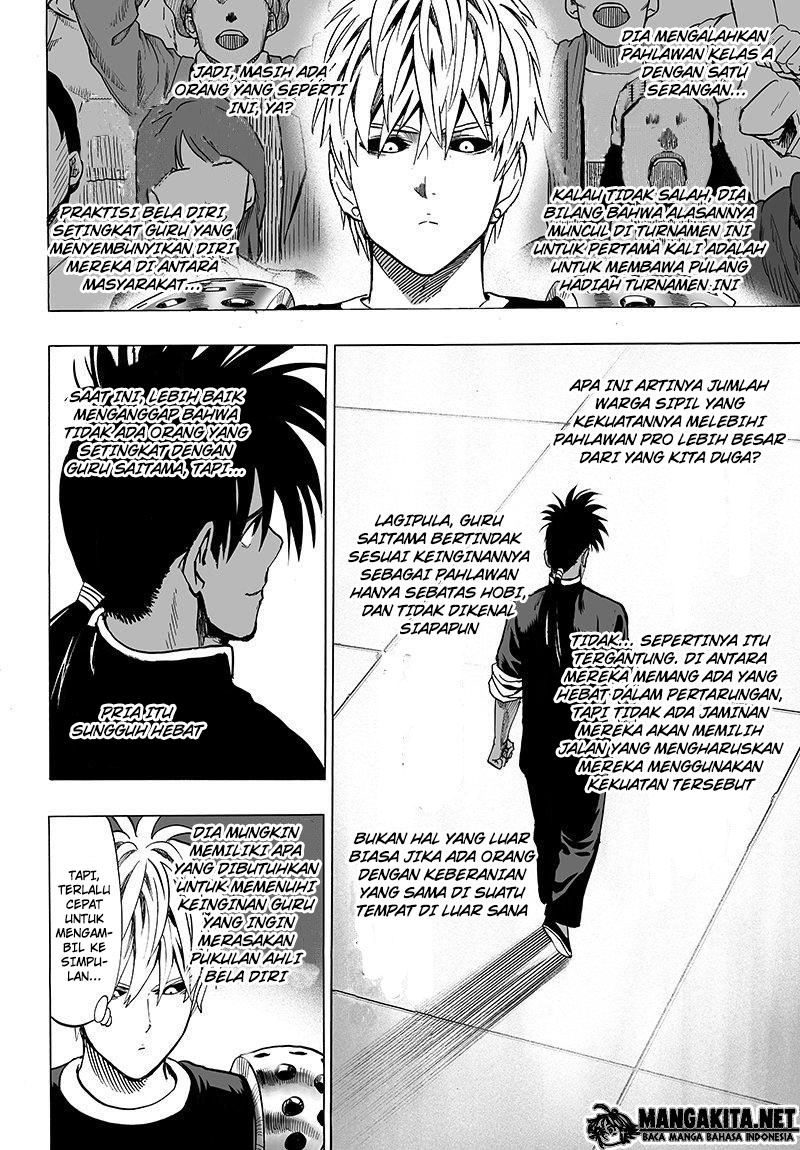 DIA MENGALAHKAN
PAHLAWAN KELAS A
DENGAN SATU
SERANGAN...
JADI, MASIH ADA
ORANG YANG SEPERTI
INI, YA?
KALAU TIDAK SALAH, DIA
BILANG BAHWA ALASANNYA
MUNCUL DI TURNAMEN INI
UNTUK PERTAMA KALI ADALAH
UNTUK MEMBAWA PULANG
HADIAH TURNAMEN INI
PRAKTISI BELA DIRI,
SETINGKAT GURU YANG
MENYEMBUNYIKAN DIRI
MEREKA DI ANTARA
MASYARAKAT...
APA INI ARTINYA JUMLAH
WARGA SIPIL YANG
KEKUATANNYA MELEBIHI
PAHLAWAN PRO LEBIH BESAR
DARI YANG KITA DUGA?
LAGIPULA, GURU
SAITAMA BERTINDAK
SESUAI KEINGINANNYA
SEBAGAI PAHLAWAN
HANYA SEBATAS HOBI,
DAN TIDAK DIKENAL
SIAPAPUN
TIDAK... SEPERTINYA ITU
TERGANTUNG. DI ANTARA
MEREKA MEMANG ADA YANG
HEBAT DALAM PERTARUNGAN,
TAPI TIDAK ADA JAMINAN
MEREKA AKAN MEMILIH
JALAN YANG MENGHARUSKAN
MEREKA MENGGUNAKAN
KEKUATAN TERSEBUT
BUKAN HAL YANG LUAR
BIASA JIKA ADA ORANG
DENGAN KEBERANIAN
YANG SAMA DI SUATU
TEMPAT DI LUAR SANA
SAAT INI, LEBIH BAIK
MENGANGGAP BAHWA
TIDAK ADA ORANG YANG
SETINGKAT DENGAN
GURU SAITAMA, TAPI...
PRIA ITU
SUNGGUH HEBAT
DIA MUNGKIN
MEMILIKI APA
YANG DIBUTUHKAN
UNTUK MEMENUHI
KEINGINAN GURU
YANG INGIN
MERASAKAN
PUKULAN AHLI
BELA DIRI
TAPI,
TERLALU
CEPAT
UNTUK
MENGAM-
BIL KE
SIMPU-
LAN...
MANGAKITA.NET
BACA MANGA BAHASA INDONESIA